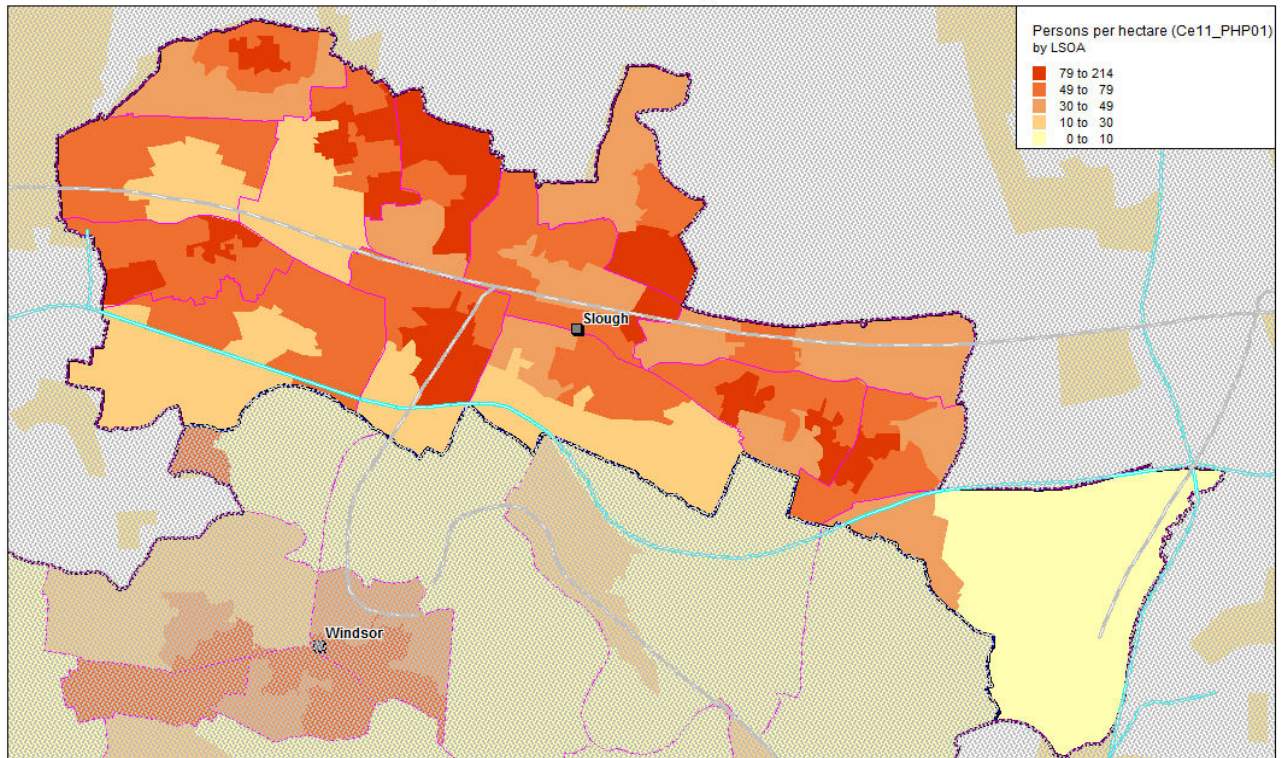 Persons per hectare (Ce11_PHP01)
by LSOA
79 to 214
49 to 79
30 to 49
10 to 30
0 to 10
Slough
Windsor